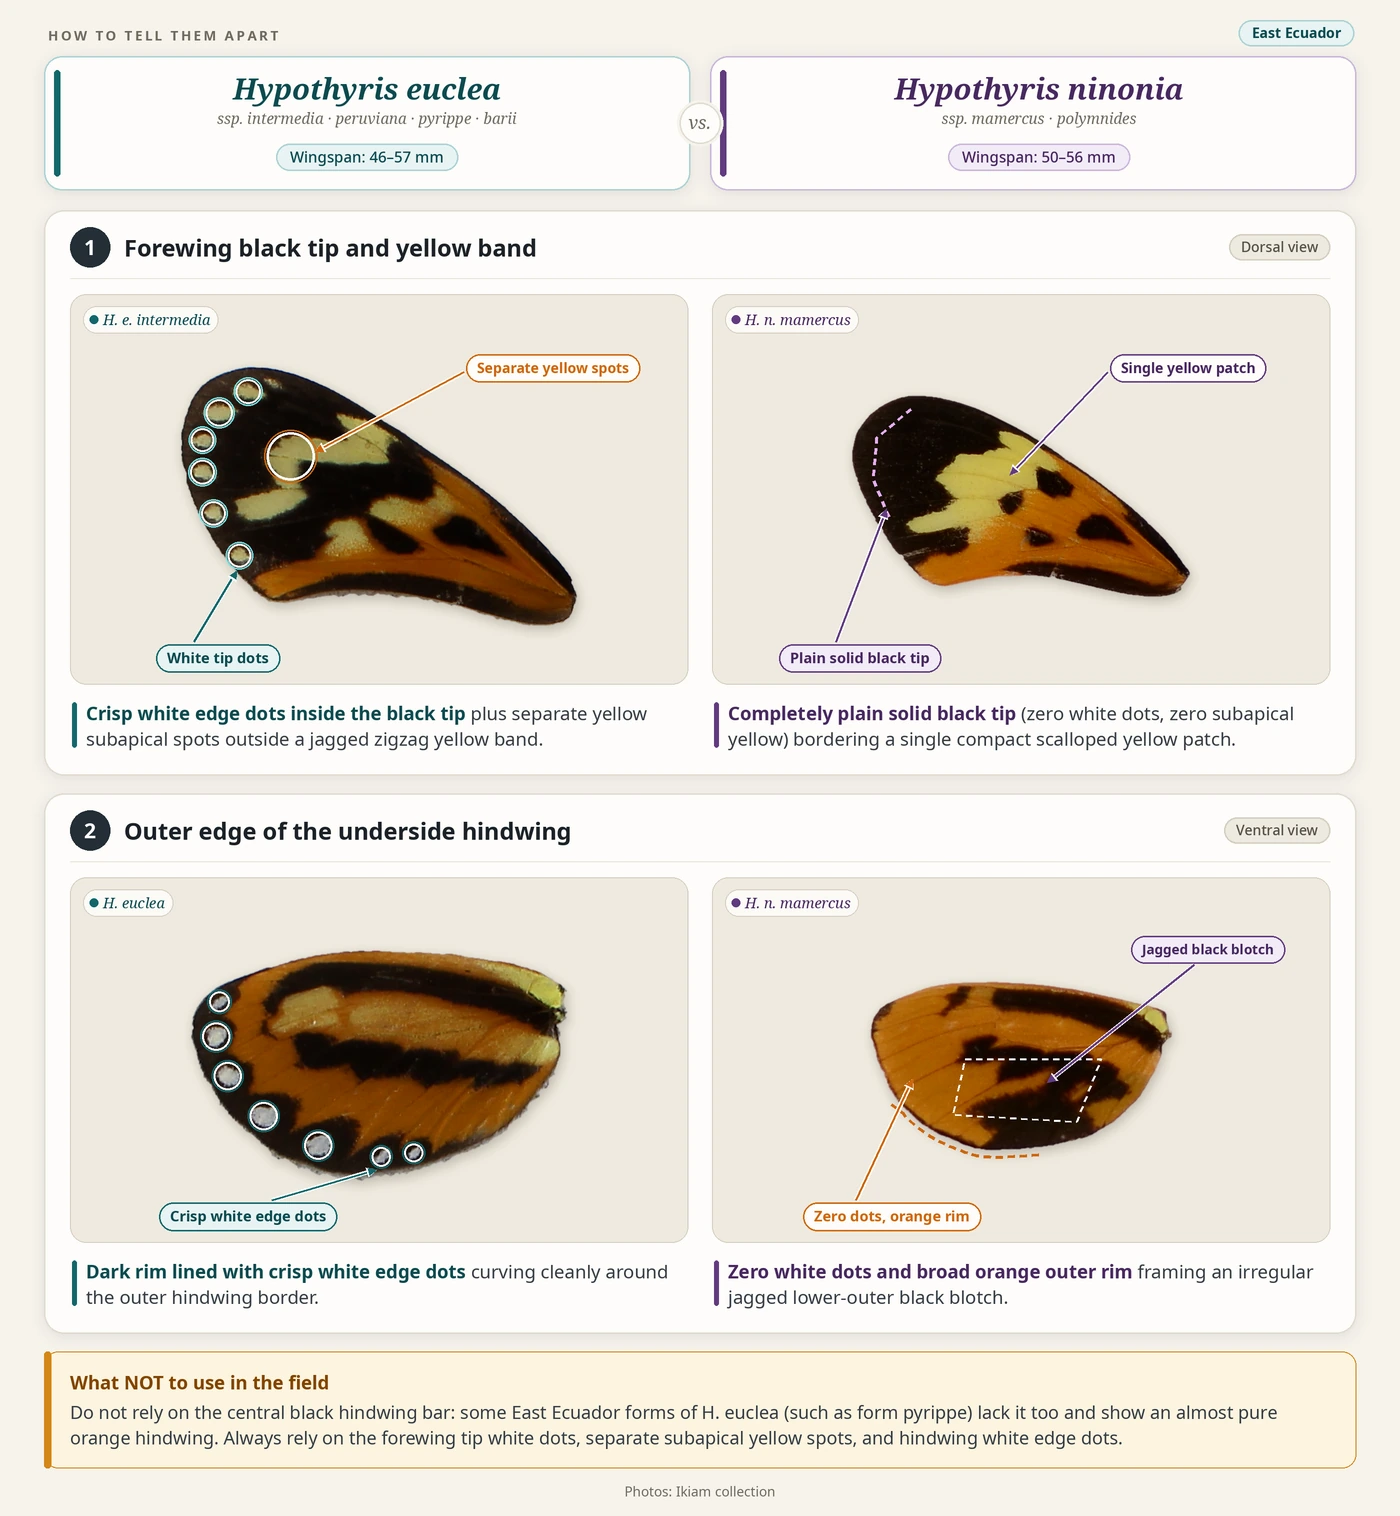 HOW TO TELL THEM APART
East Ecuador
Hypothyris euclea
ssp. intermedia · peruviana · pyrippe · barii
Wingspan: 46–57 mm
vs.
Hypothyris ninonia
ssp. mamercus · polymnides
Wingspan: 50–56 mm
1
Forewing black tip and yellow band
Dorsal view
H. e. intermedia
Separate yellow spots
White tip dots
H. n. mamercus
Single yellow patch
Plain solid black tip
Crisp white edge dots inside the black tip plus separate yellow
subapical spots outside a jagged zigzag yellow band.
Completely plain solid black tip (zero white dots, zero subapical
yellow) bordering a single compact scalloped yellow patch.
2
Outer edge of the underside hindwing
Ventral view
H. euclea
Crisp white edge dots
H. n. mamercus
Jagged black blotch
Zero dots, orange rim
Dark rim lined with crisp white edge dots curving cleanly around
the outer hindwing border.
Zero white dots and broad orange outer rim framing an irregular
jagged lower-outer black blotch.
What NOT to use in the field
Do not rely on the central black hindwing bar: some East Ecuador forms of H. euclea (such as form pyrippe) lack it too and show an almost pure
orange hindwing. Always rely on the forewing tip white dots, separate subapical yellow spots, and hindwing white edge dots.
Photos: Ikiam collection